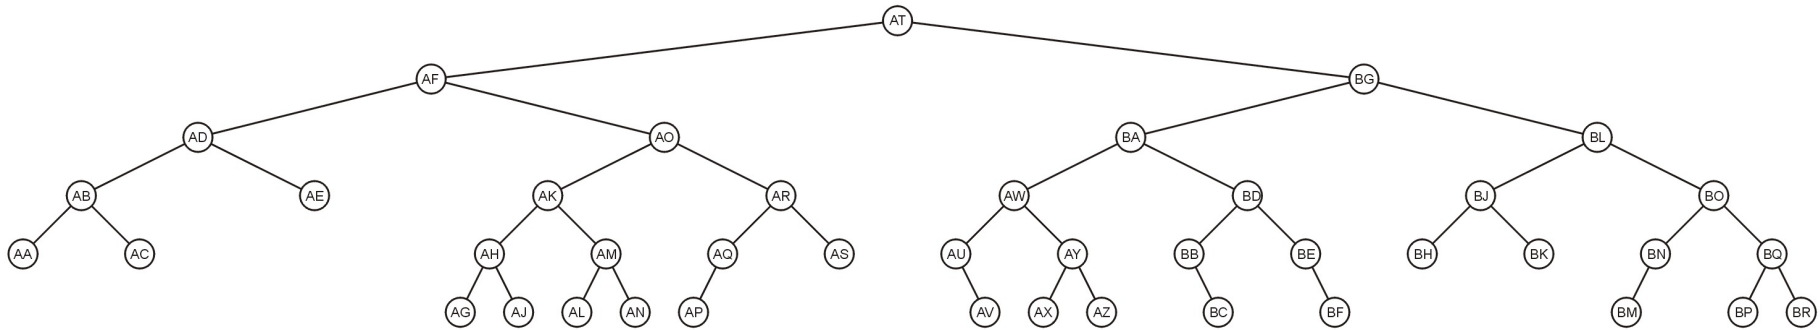 AT
AF BG
AD AO BA BL
AB AE AK AR AW BD BJ BO
AA AC AH AM AQ AS AU AY BB BE BH BK BN BQ
AG AJ AL AN AP AV AX AZ BC BF BM BP BR